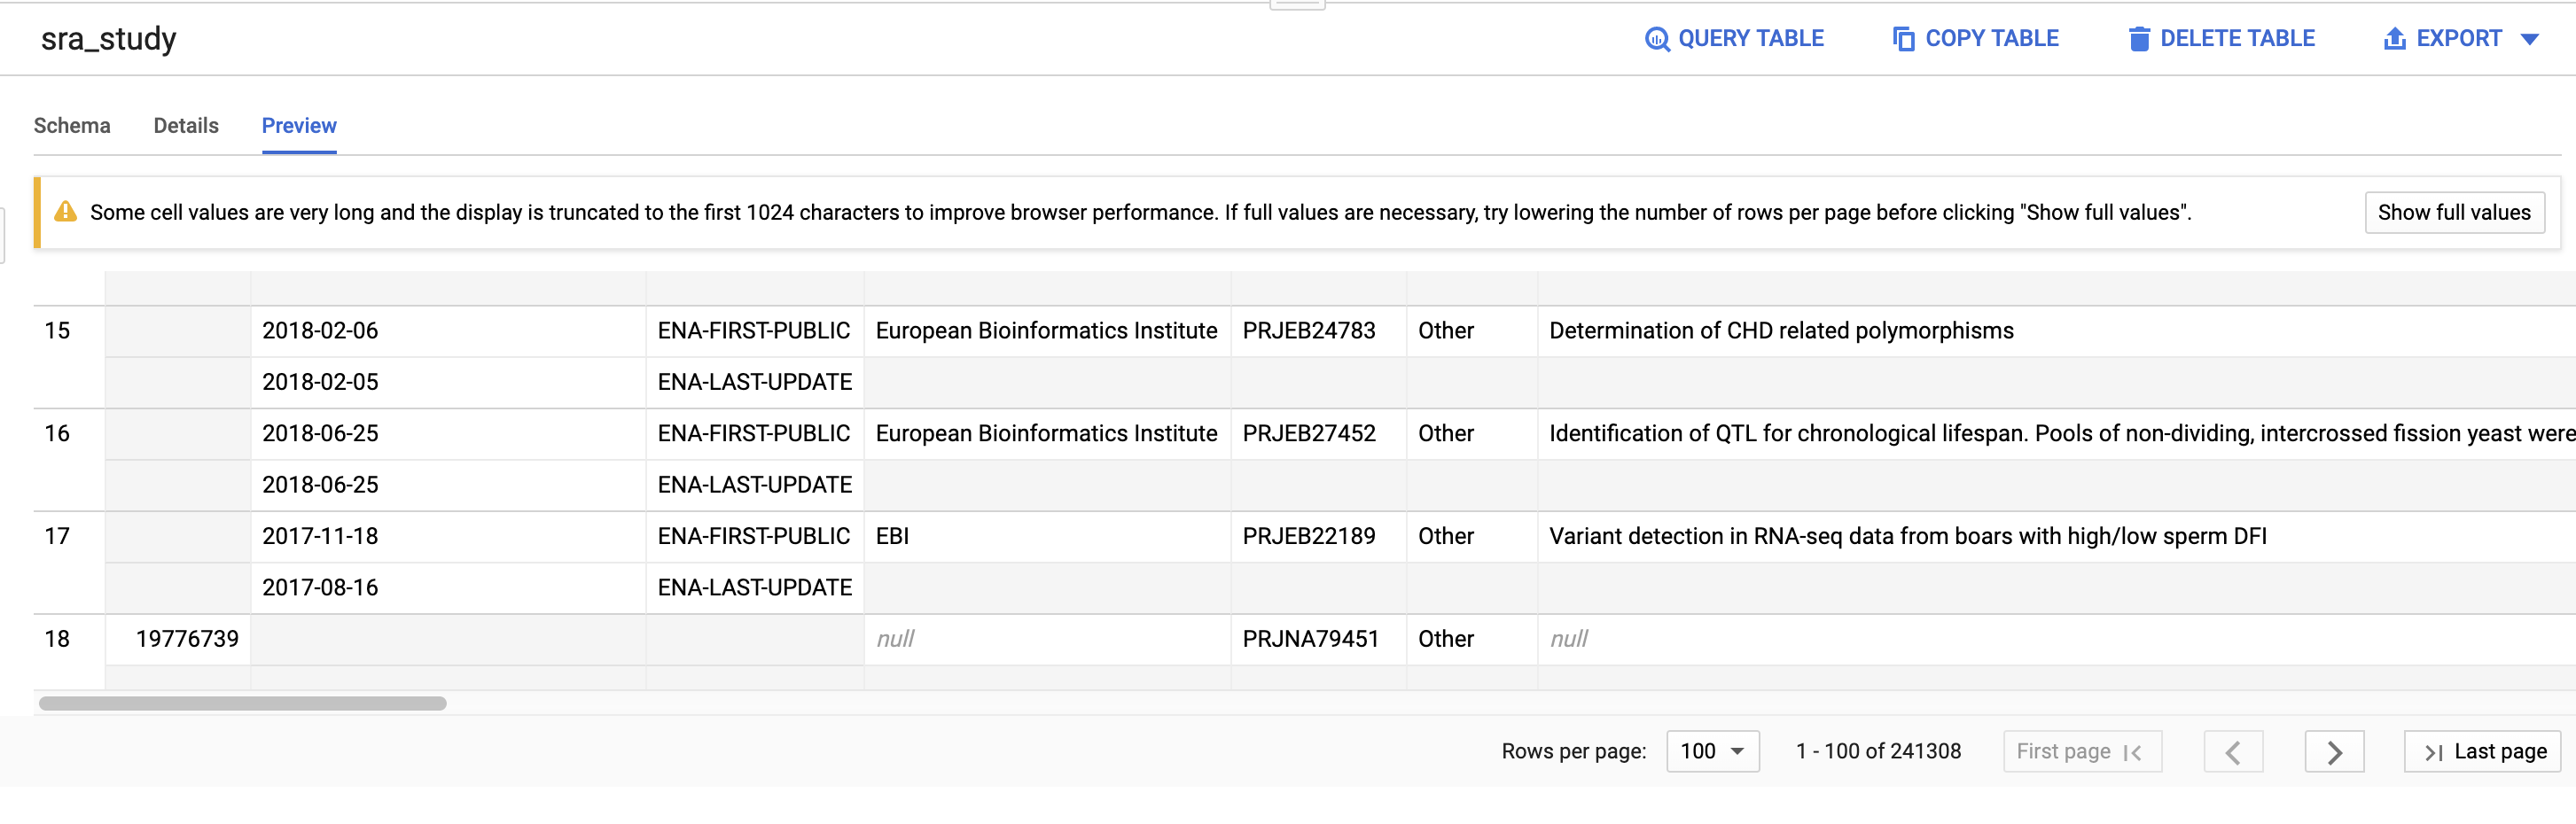 sra_study QUERY TABLE COPY TABLE DELETE TABLE EXPORT
Schema Details Preview
Some cell values are very long and the display is truncated to the first 1024 characters to improve browser performance. If full values are necessary, try lowering the number of rows per page before clicking "Show full values". Show full values
15 2018-02-06 ENA-FIRST-PUBLIC European Bioinformatics Institute PRJEB24783 Other Determination of CHD related polymorphisms
2018-02-05 ENA-LAST-UPDATE
16 2018-06-25 ENA-FIRST-PUBLIC European Bioinformatics Institute PRJEB27452 Other Identification of QTL for chronological lifespan. Pools of non-dividing, intercrossed fission yeast were
2018-06-25 ENA-LAST-UPDATE
17 2017-11-18 ENA-FIRST-PUBLIC EBI PRJEB22189 Other Variant detection in RNA-seq data from boars with high/low sperm DFI
2017-08-16 ENA-LAST-UPDATE
18 19776739 null PRJNA79451 Other null
Rows per page: 100 1 - 100 of 241308 First page Last page